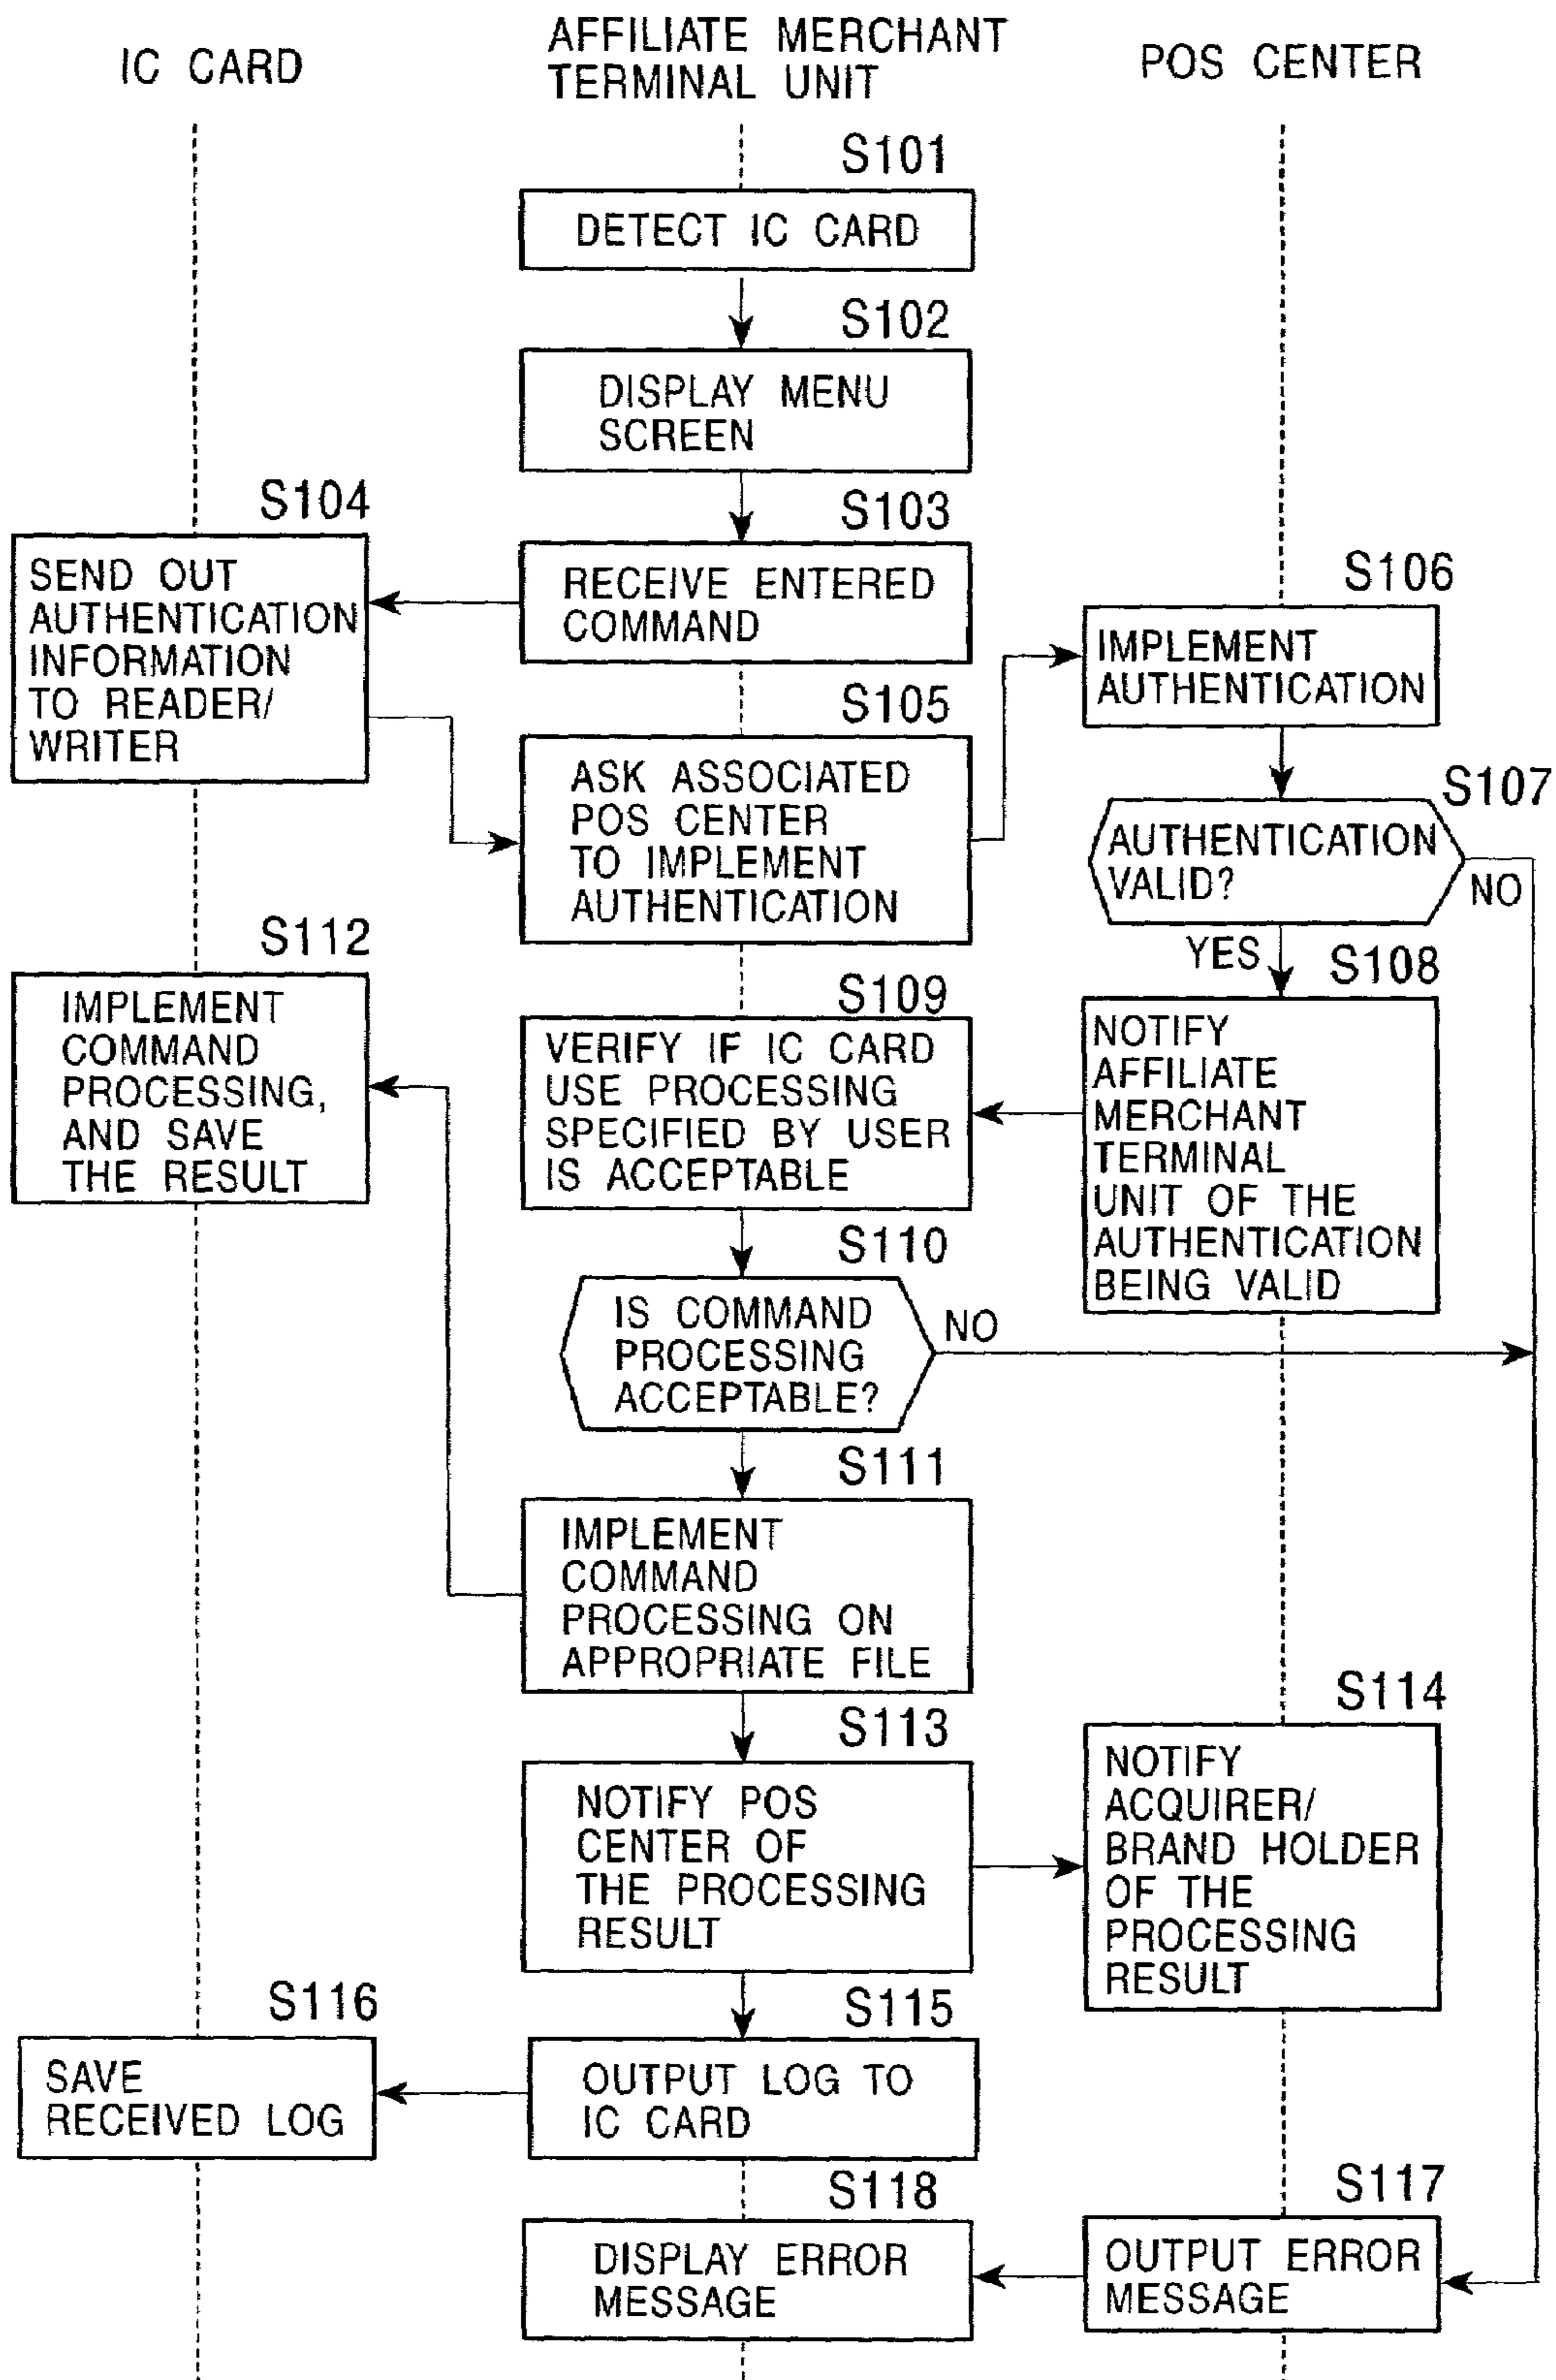 IC CARD
AFFILIATE MERCHANT
TERMINAL UNIT
POS CENTER
S101
DETECT IC CARD
S102
DISPLAY MENU
SCREEN
S103
RECEIVE ENTERED
COMMAND
S104
SEND OUT
AUTHENTICATION
INFORMATION
TO READER/
WRITER
S105
ASK ASSOCIATED
POS CENTER
TO IMPLEMENT
AUTHENTICATION
S106
IMPLEMENT
AUTHENTICATION
S107
AUTHENTICATION
VALID?
NO
YES
S108
NOTIFY
AFFILIATE
MERCHANT
TERMINAL
UNIT OF THE
AUTHENTICATION
BEING VALID
S109
VERIFY IF IC CARD
USE PROCESSING
SPECIFIED BY USER
IS ACCEPTABLE
S110
IS COMMAND
PROCESSING
ACCEPTABLE?
NO
S111
IMPLEMENT
COMMAND
PROCESSING ON
APPROPRIATE FILE
S112
IMPLEMENT
COMMAND
PROCESSING,
AND SAVE
THE RESULT
S113
NOTIFY POS
CENTER OF
THE PROCESSING
RESULT
S114
NOTIFY
ACQUIRER/
BRAND HOLDER
OF THE
PROCESSING
RESULT
S115
OUTPUT LOG TO
IC CARD
S116
SAVE
RECEIVED LOG
S117
OUTPUT ERROR
MESSAGE
S118
DISPLAY ERROR
MESSAGE